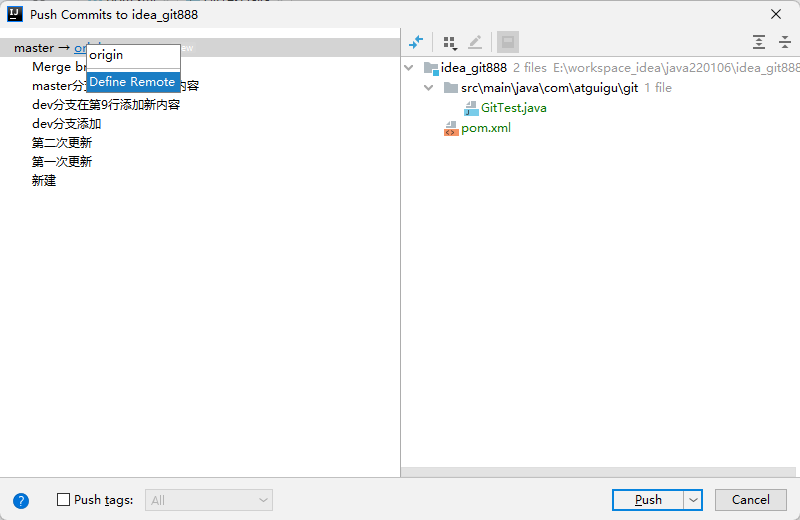 Push Commits to idea_git888
master → ori
ew
origin
Define Remote
Merge br
master分 内容
dev分支在第9行添加新内容
dev分支添加
第二次更新
第一次更新
新建
idea_git888 2 files E:\workspace_idea\java220106\idea_git888
src\main\java\com\atguigu\git 1 file
GitTest.java
pom.xml
? Push tags: All
Push
Cancel